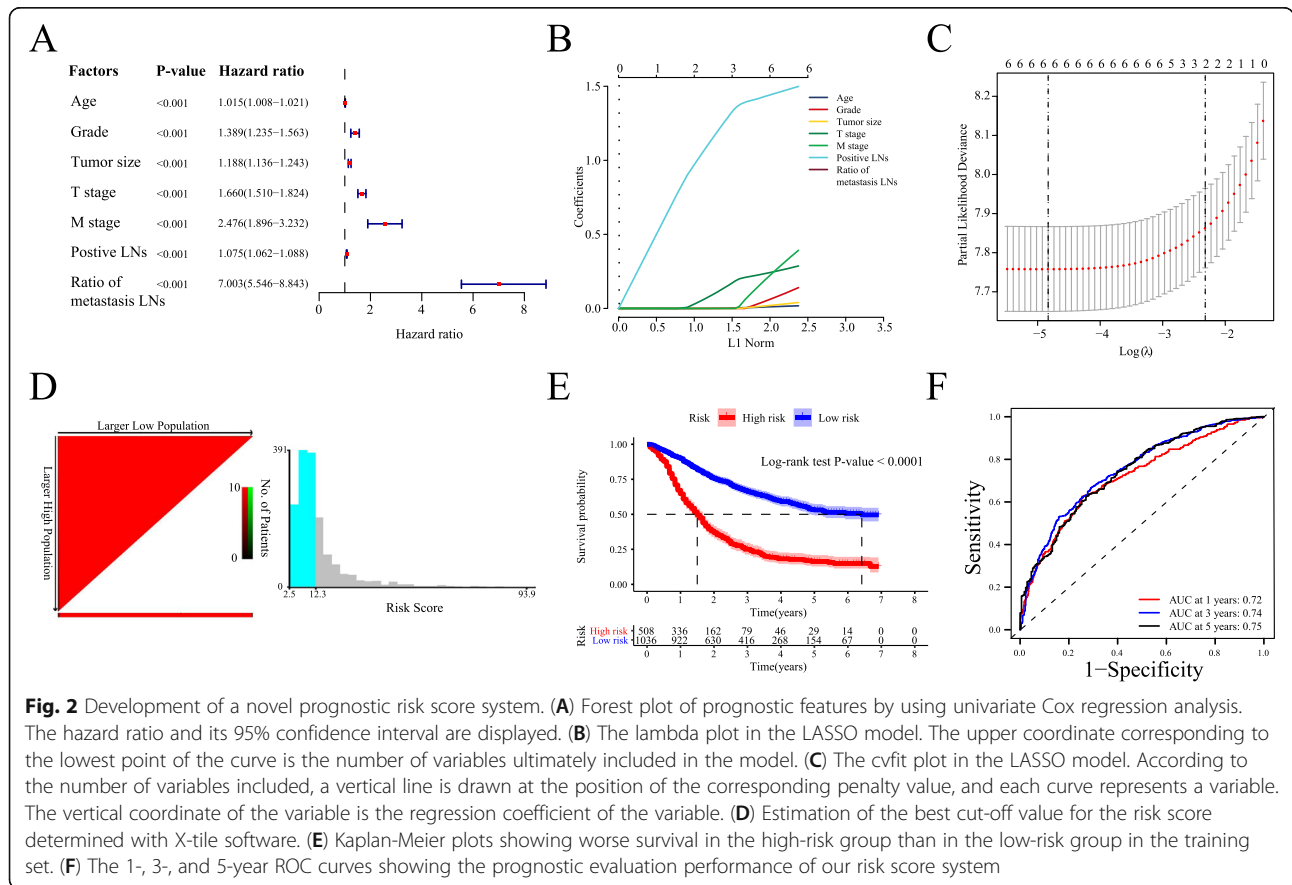 A
Factors P-value Hazard ratio
Age <0.001 1.015(1.008−1.021)
Grade <0.001 1.389(1.235−1.563)
Tumor size <0.001 1.188(1.136−1.243)
T stage <0.001 1.660(1.510−1.824)
M stage <0.001 2.476(1.896−3.232)
Postive LNs <0.001 1.075(1.062−1.088)
Ratio of
metastasis LNs <0.001 7.003(5.546−8.843)
0 2 4 6 8
Hazard ratio
B
0 2 3 6 6
1.5
1.0
0.5
0.0
Coefficients
Age
Grade
Tumor size
T stage
M stage
Positive LNs
Ratio of
metastasis LNs
0.0 0.5 1.0 1.5 2.0 2.5 3.0 3.5
L1 Norm
C
6 6 6 6 6 6 6 6 6 6 6 6 5 3 3 2 2 2 1 1 0
8.2
8.1
8.0
7.9
7.8
7.7
Partial Likelihood Deviance
−5 −4 −3 −2
Log(λ)
D
Larger Low Population
Larger High Population
10
0
391
No. of Patients
0
2.5 12.3 93.9
Risk Score
E
Risk High risk Low risk
Log-rank test P-value < 0.0001
1.00
0.75
0.50
0.25
0.00
Survival probability
0 1 2 3 4 5 6 7 8
Time(years)
Risk
High risk 508 336 162 79 46 29 14 0 0
Low risk 1036 922 630 416 268 154 67 0 0
0 1 2 3 4 5 6 7 8
Time(years)
F
1.0
0.8
0.6
0.4
0.2
0.0
Sensitivity
AUC at 1 years: 0.72
AUC at 3 years: 0.74
AUC at 5 years: 0.75
0.0 0.2 0.4 0.6 0.8 1.0
1−Specificity
Fig. 2 Development of a novel prognostic risk score system. (A) Forest plot of prognostic features by using univariate Cox regression analysis.
The hazard ratio and its 95% confidence interval are displayed. (B) The lambda plot in the LASSO model. The upper coordinate corresponding to
the lowest point of the curve is the number of variables ultimately included in the model. (C) The cvfit plot in the LASSO model. According to
the number of variables included, a vertical line is drawn at the position of the corresponding penalty value, and each curve represents a variable.
The vertical coordinate of the variable is the regression coefficient of the variable. (D) Estimation of the best cut-off value for the risk score
determined with X-tile software. (E) Kaplan-Meier plots showing worse survival in the high-risk group than in the low-risk group in the training
set. (F) The 1-, 3-, and 5-year ROC curves showing the prognostic evaluation performance of our risk score system